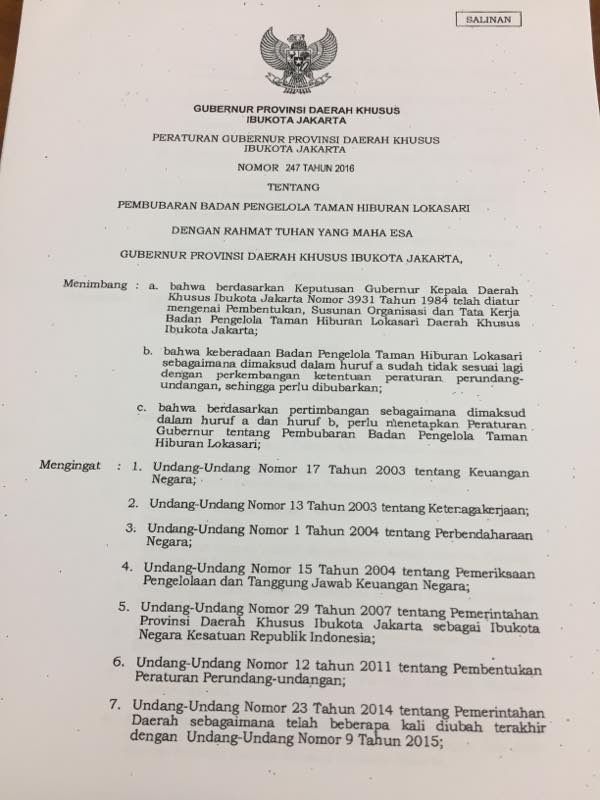 SALINAN
GUBERNUR PROVINSI DAERAH KHUSUS
IBUKOTA JAKARTA
PERATURAN GUBERNUR PROVINSI DAERAH KHUSUS
IBUKOTA JAKARTA
NOMOR 247 TAHUN 2016
TENTANG
PEMBUBARAN BADAN PENGELOLA TAMAN HIBURAN LOKASARI
DENGAN RAHMAT TUHAN YANG MAHA ESA
GUBERNUR PROVINSI DAERAH KHUSUS IBUKOTA JAKARTA,
Menimbang : a. bahwa berdasarkan Keputusan Gubernur Kepala Daerah
Khusus Ibukota Jakarta Nomor 3931 Tahun 1984 telah diatur
mengenai Pembentukan, Susunan Organisasi dan Tata Kerja
Badan Pengelola Taman Hiburan Lokasari Daerah Khusus
Ibukota Jakarta;
b. bahwa keberadaan Badan Pengelola Taman Hiburan Lokasari
sebagaimana dimaksud dalam huruf a sudah tidak sesuai lagi
dengan perkembangan ketentuan peraturan perundang-
undangan, sehingga perlu dibubarkan;
c. bahwa berdasarkan pertimbangan sebagaimana dimaksud
dalam huruf a dan huruf b, perlu menetapkan Peraturan
Gubernur tentang Pembubaran Badan Pengelola Taman
Hiburan Lokasari;
Mengingat : 1. Undang-Undang Nomor 17 Tahun 2003 tentang Keuangan
Negara;
2. Undang-Undang Nomor 13 Tahun 2003 tentang Ketenagakerjaan;
3. Undang-Undang Nomor 1 Tahun 2004 tentang Perbendaharaan
Negara;
4. Undang-Undang Nomor 15 Tahun 2004 tentang Pemeriksaan
Pengelolaan dan Tanggung Jawab Keuangan Negara;
5. Undang-Undang Nomor 29 Tahun 2007 tentang Pemerintahan
Provinsi Daerah Khusus Ibukota Jakarta sebagai Ibukota
Negara Kesatuan Republik Indonesia;
6. Undang-Undang Nomor 12 tahun 2011 tentang Pembentukan
Peraturan Perundang-undangan;
7. Undang-Undang Nomor 23 Tahun 2014 tentang Pemerintahan
Daerah sebagaimana telah beberapa kali diubah terakhir
dengan Undang-Undang Nomor 9 Tahun 2015;